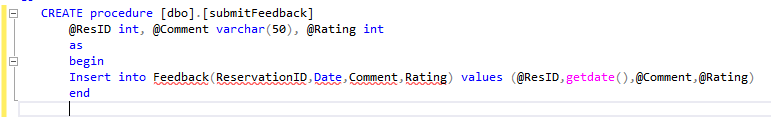 CREATE procedure [dbo].[submitFeedback]
@ResID int, @Comment varchar(50), @Rating int
as
begin
Insert into Feedback(ReservationID,Date,Comment,Rating) values (@ResID,getdate(),@Comment,@Rating)
end